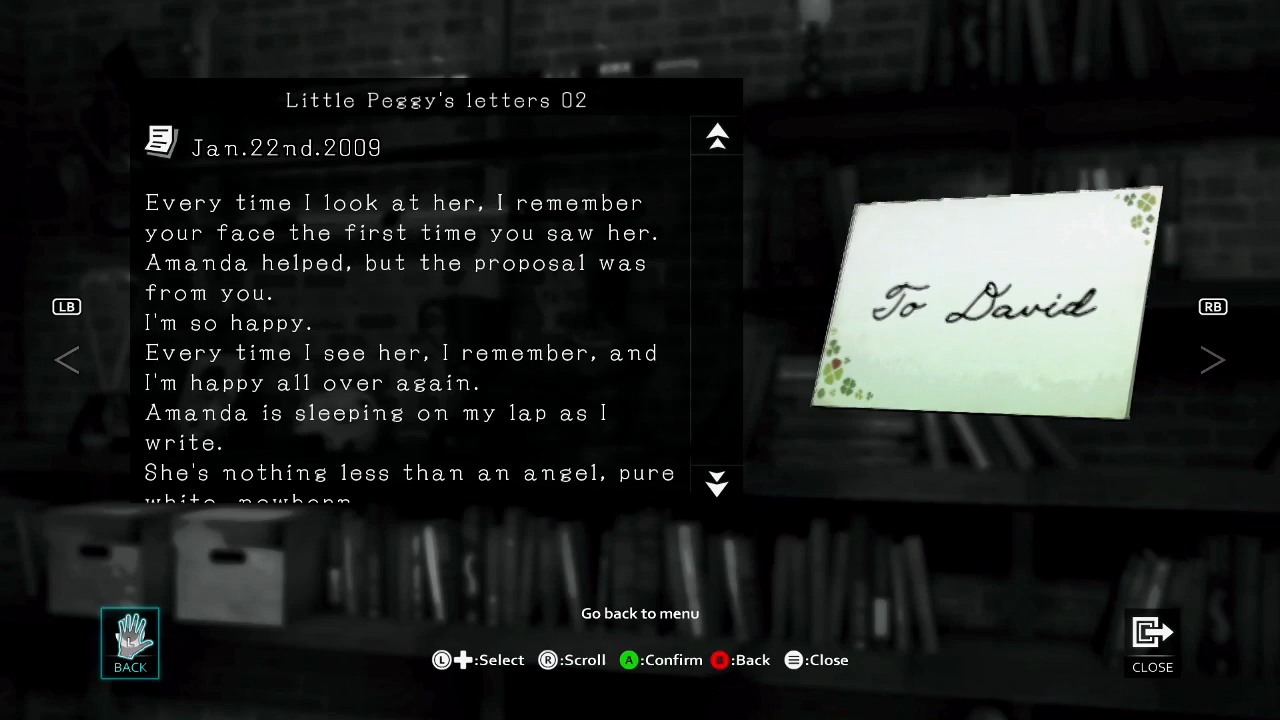 Little Peggy's letters 02
Jan.22nd.2009
Every time I look at her, I remember
your face the first time you saw her.
Amanda helped, but the proposal was
from you.
I'm so happy.
Every time I see her, I remember, and
I'm happy all over again.
Amanda is sleeping on my lap as I
write.
She's nothing less than an angel, pure
white, newborn
To David
LB
RB
Go back to menu
L :Select R :Scroll A :Confirm B :Back :Close
L
BACK
CLOSE